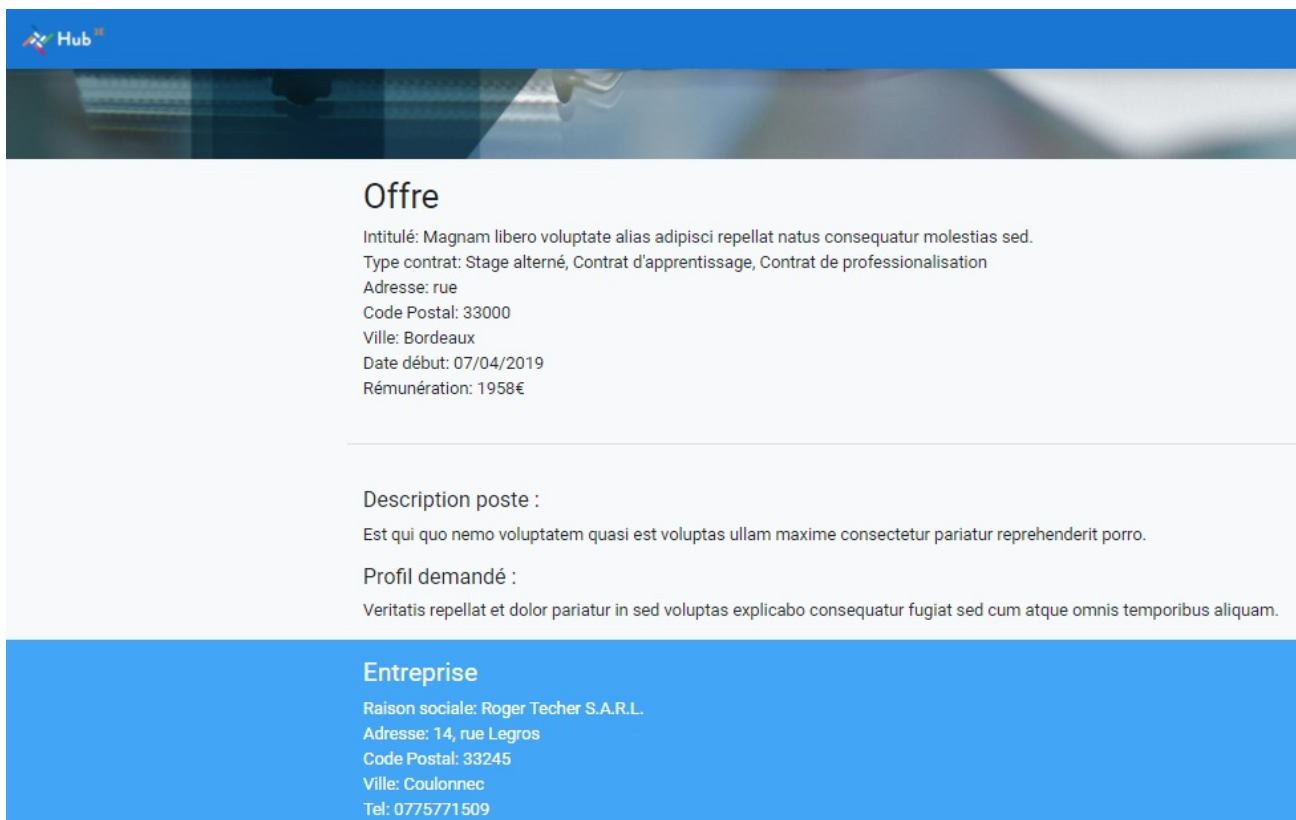 Hub
Offre
Intitulé: Magnam libero voluptate alias adipisci repellat natus consequatur molestias sed.
Type contrat: Stage alterné, Contrat d'apprentissage, Contrat de professionalisation
Adresse: rue
Code Postal: 33000
Ville: Bordeaux
Date début: 07/04/2019
Rémunération: 1958€
Description poste :
Est qui quo nemo voluptatem quasi est voluptas ullam maxime consectetur pariatur reprehenderit porro.
Profil demandé :
Veritatis repellat et dolor pariatur in sed voluptas explicabo consequatur fugiat sed cum atque omnis temporibus aliquam.
Entreprise
Raison sociale: Roger Techer S.A.R.L.
Adresse: 14, rue Legros
Code Postal: 33245
Ville: Coulonnec
Tel: 0775771509